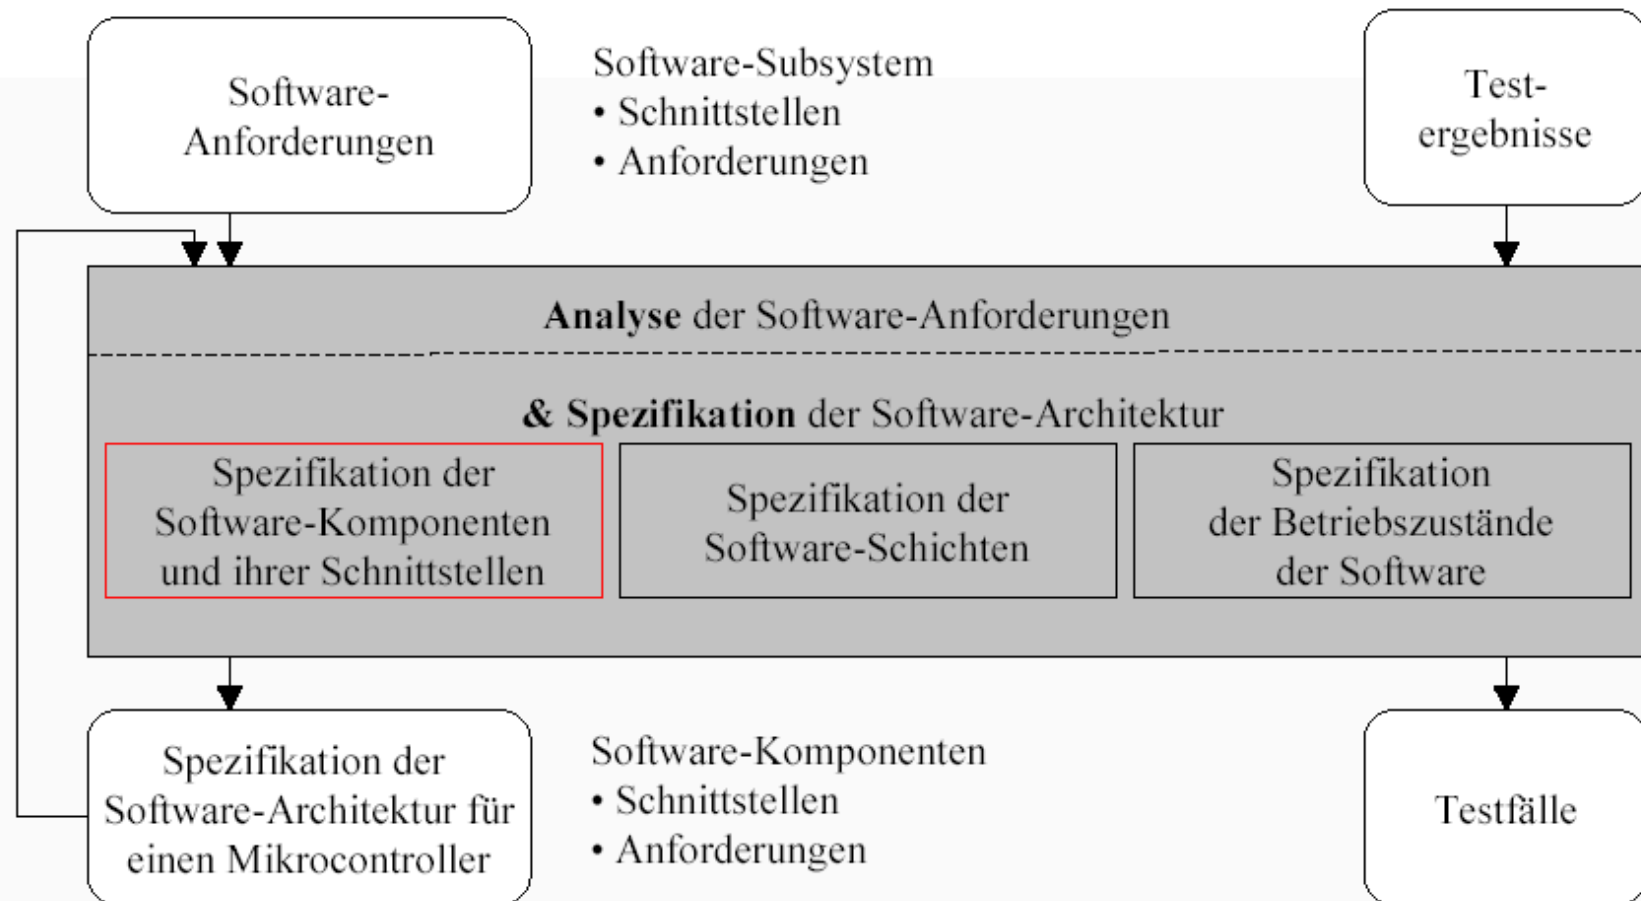 Software-
Anforderungen
Software-Subsystem
• Schnittstellen
• Anforderungen
Test-
ergebnisse
Analyse der Software-Anforderungen
& Spezifikation der Software-Architektur
Spezifikation der
Software-Komponenten
und ihrer Schnittstellen
Spezifikation der
Software-Schichten
Spezifikation
der Betriebszustände
der Software
Spezifikation der
Software-Architektur für
einen Mikrocontroller
Software-Komponenten
• Schnittstellen
• Anforderungen
Testfälle